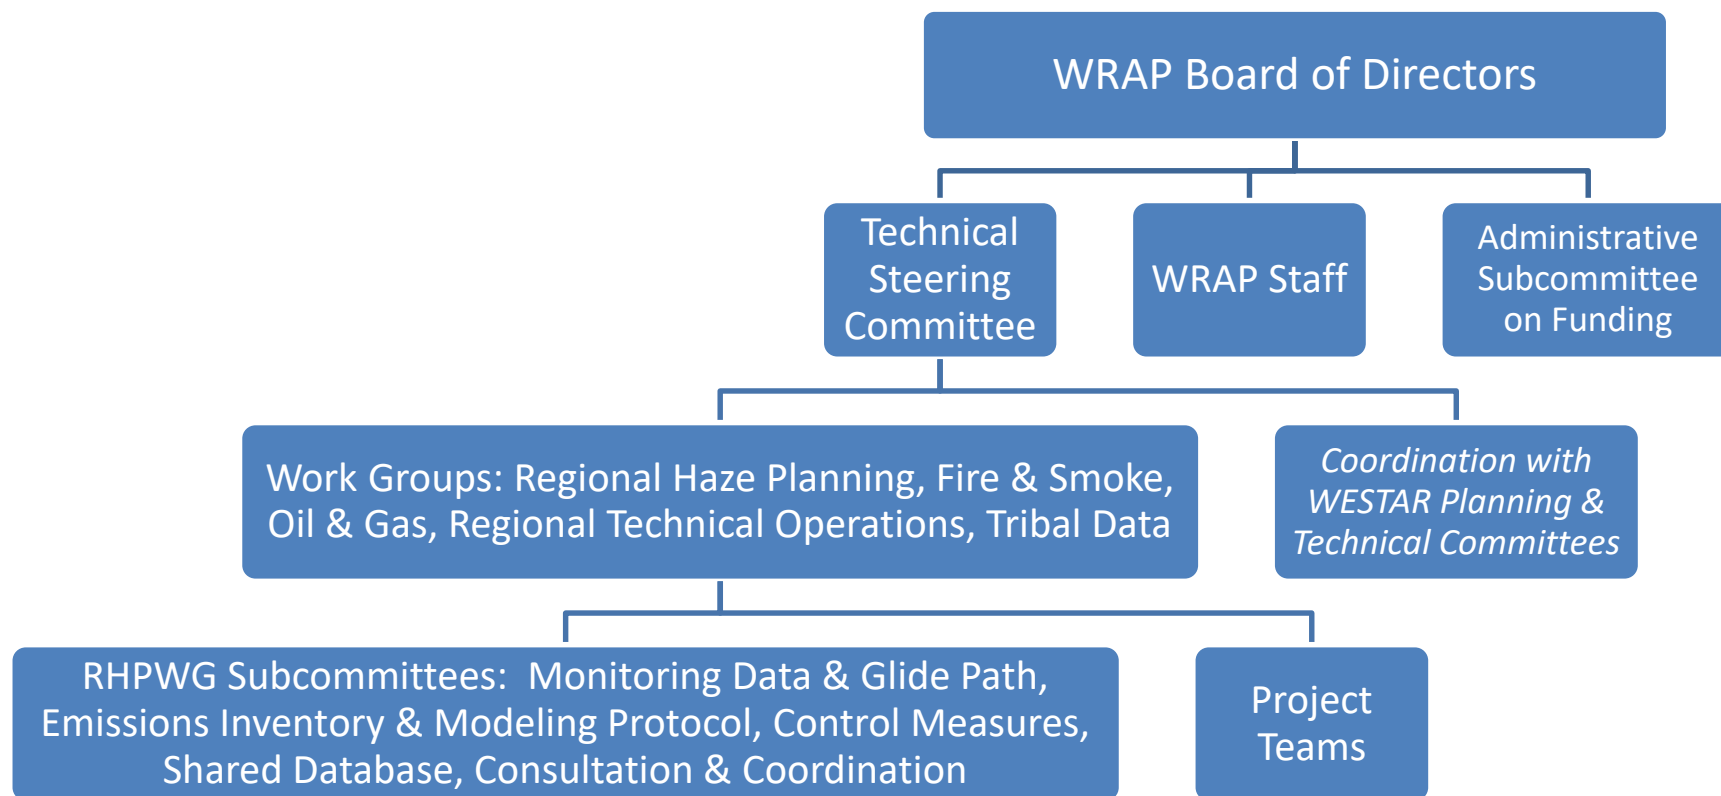 WRAP Board of Directors
Technical
Steering
Committee
WRAP Staff
Administrative
Subcommittee
on Funding
Work Groups: Regional Haze Planning, Fire & Smoke,
Oil & Gas, Regional Technical Operations, Tribal Data
Coordination with
WESTAR Planning &
Technical Committees
RHPWG Subcommittees:  Monitoring Data & Glide Path,
Emissions Inventory & Modeling Protocol, Control Measures,
Shared Database, Consultation & Coordination
Project
Teams